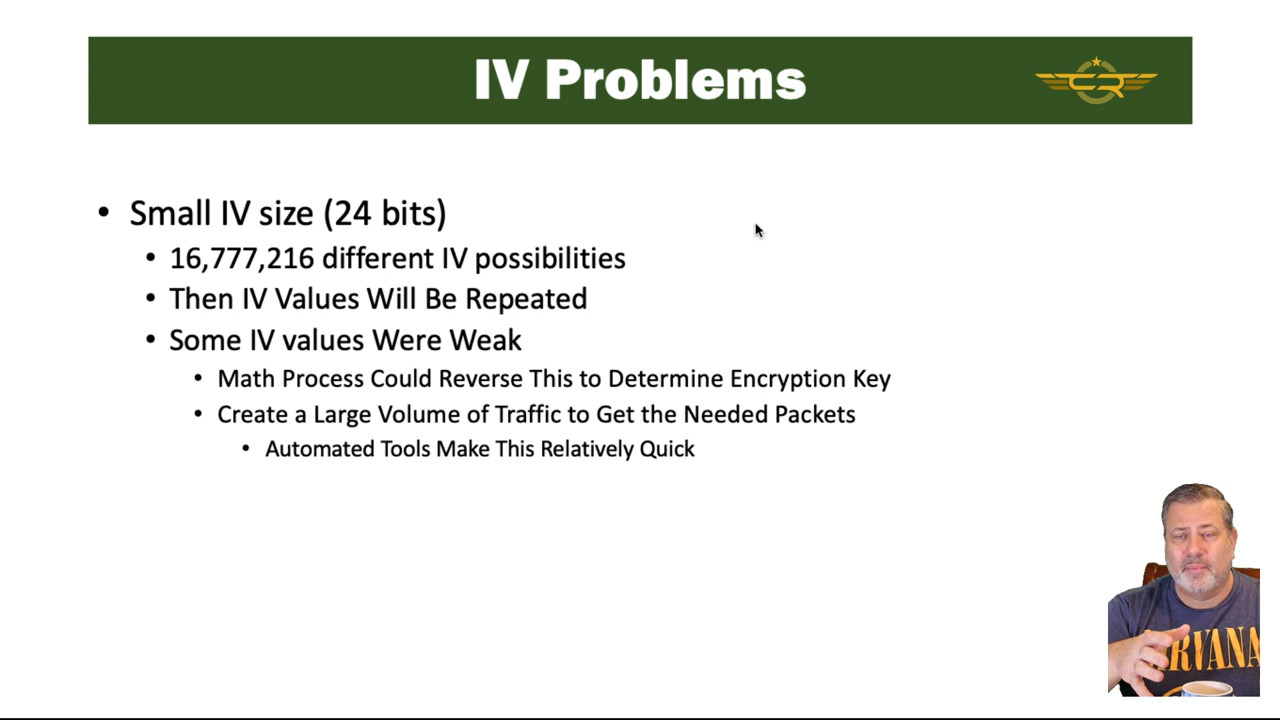 IV Problems
CR
• Small IV size (24 bits)
• 16,777,216 different IV possibilities
• Then IV Values Will Be Repeated
• Some IV values Were Weak
• Math Process Could Reverse This to Determine Encryption Key
• Create a Large Volume of Traffic to Get the Needed Packets
• Automated Tools Make This Relatively Quick
RVANA